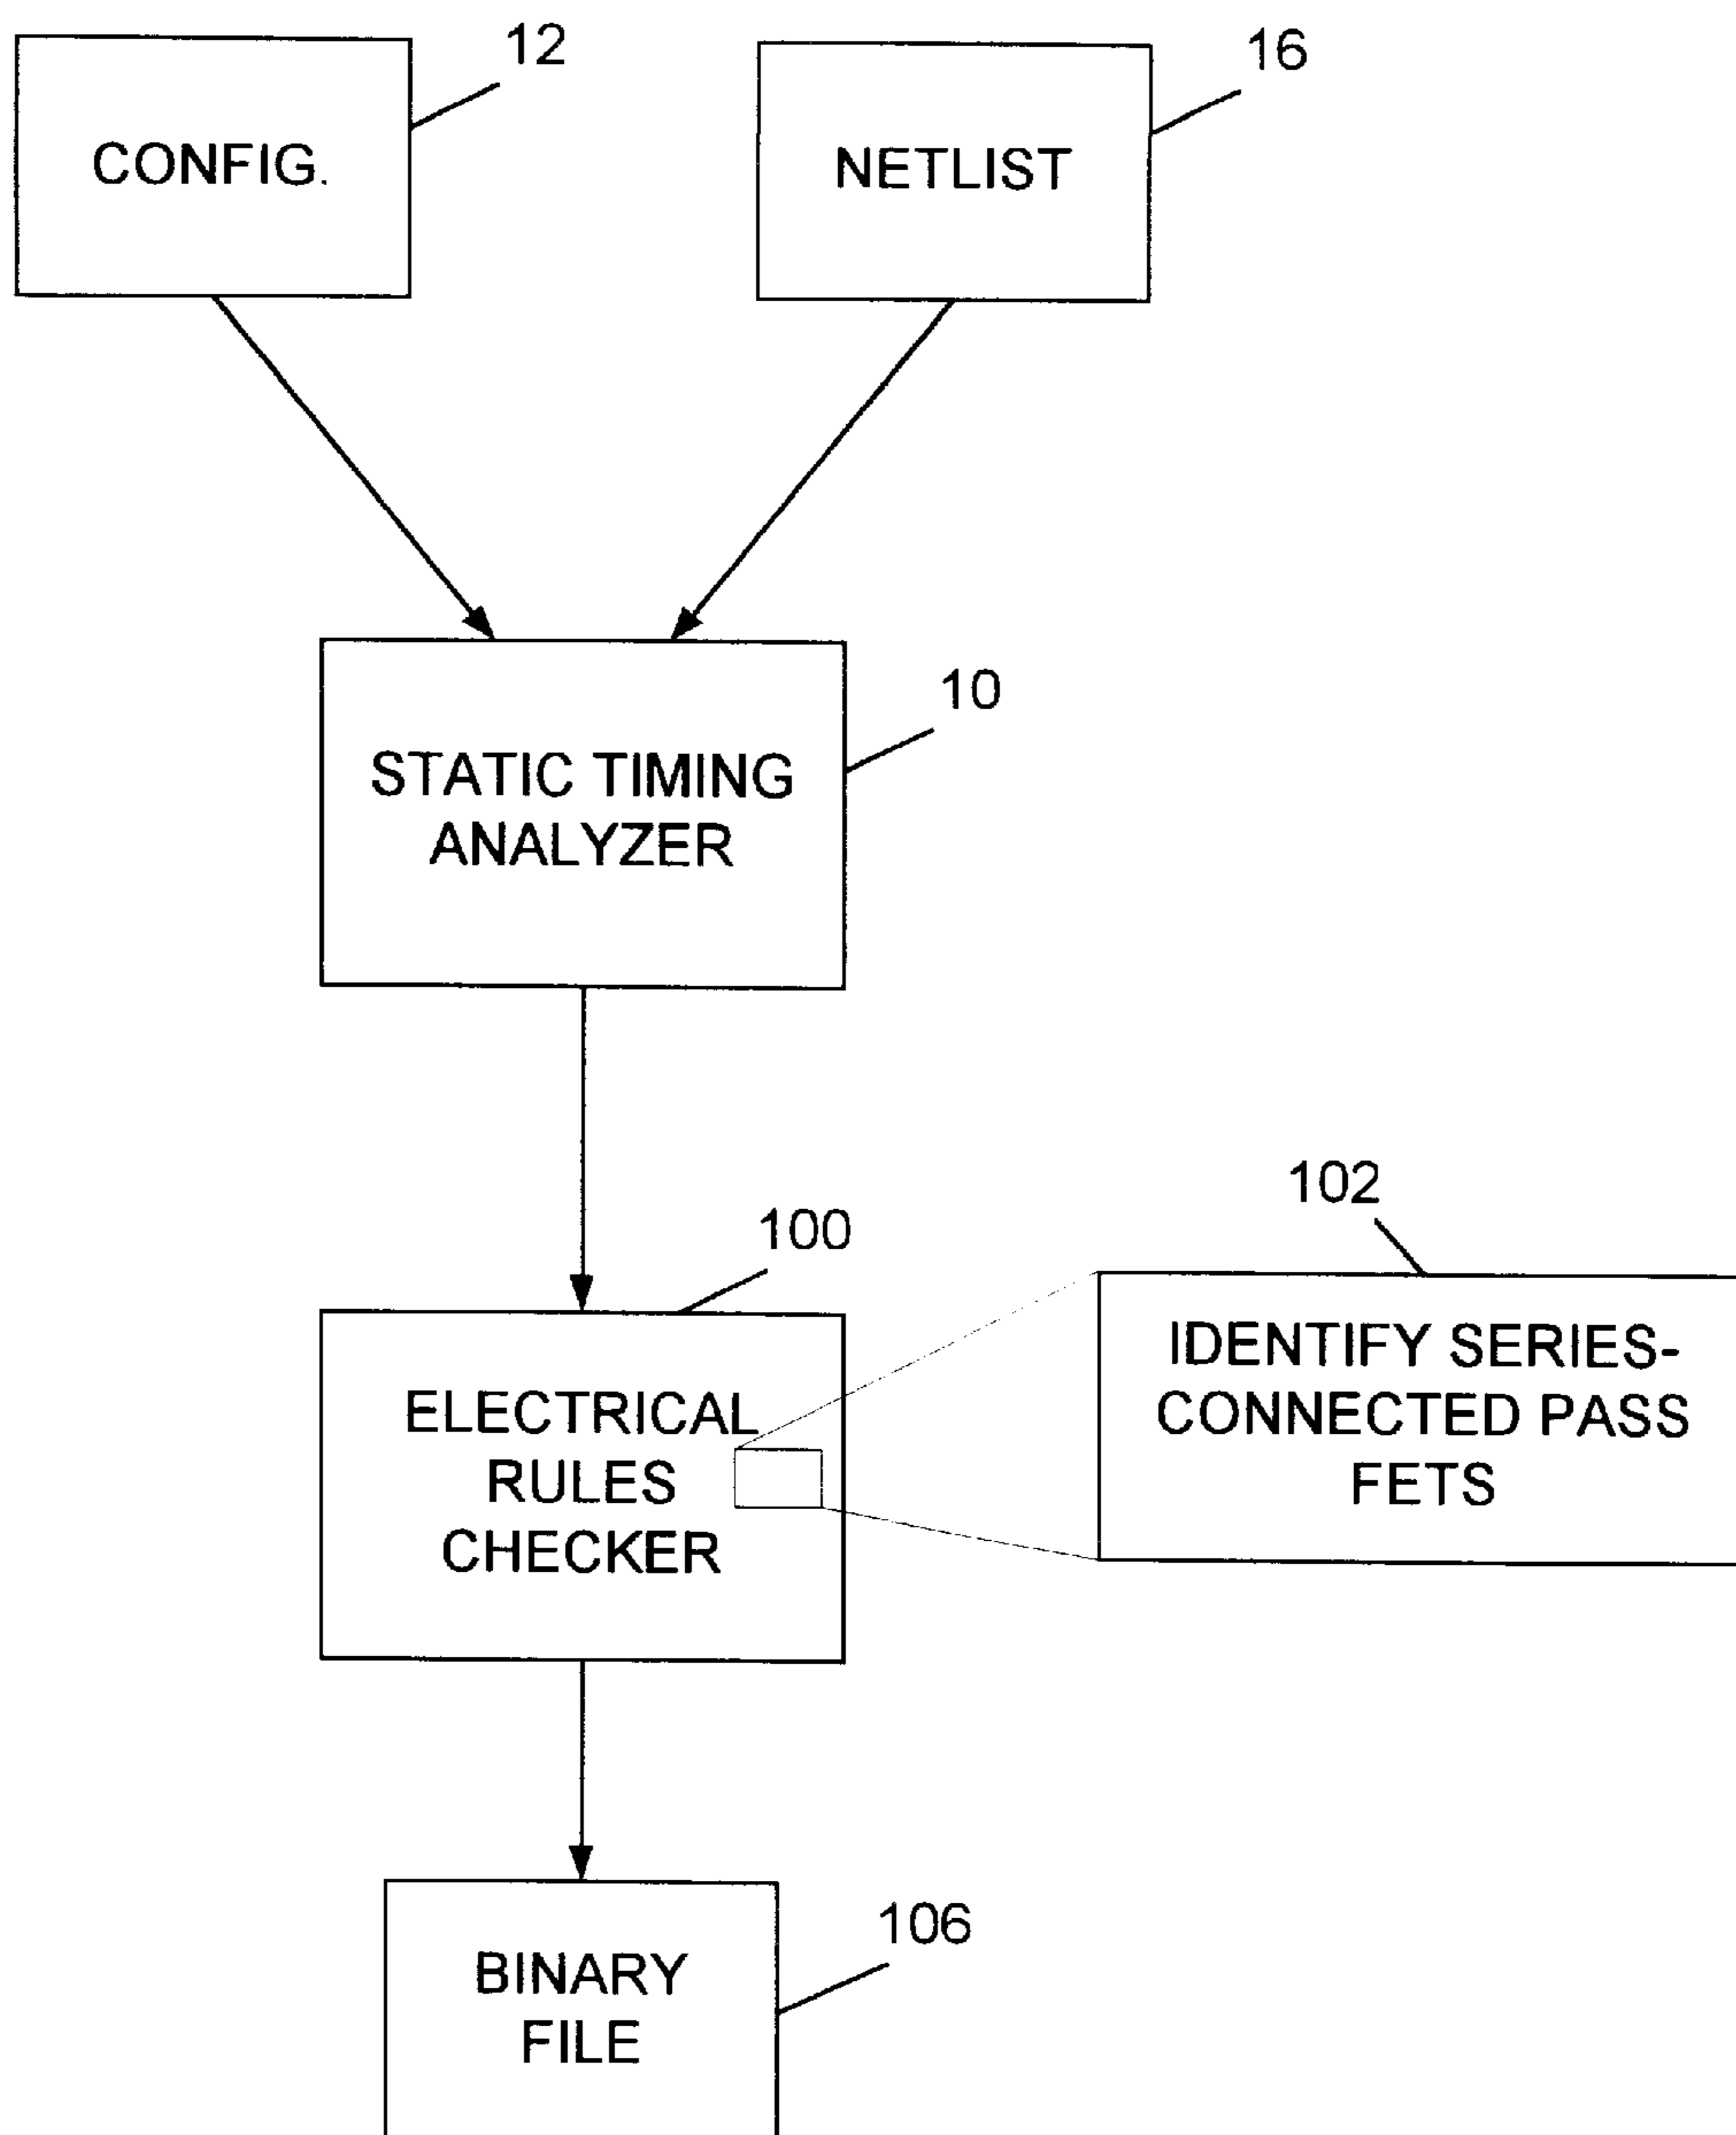 12
16
CONFIG.
NETLIST
10
STATIC TIMING
ANALYZER
100
102
ELECTRICAL
RULES
CHECKER
IDENTIFY SERIES-
CONNECTED PASS
FETS
106
BINARY
FILE